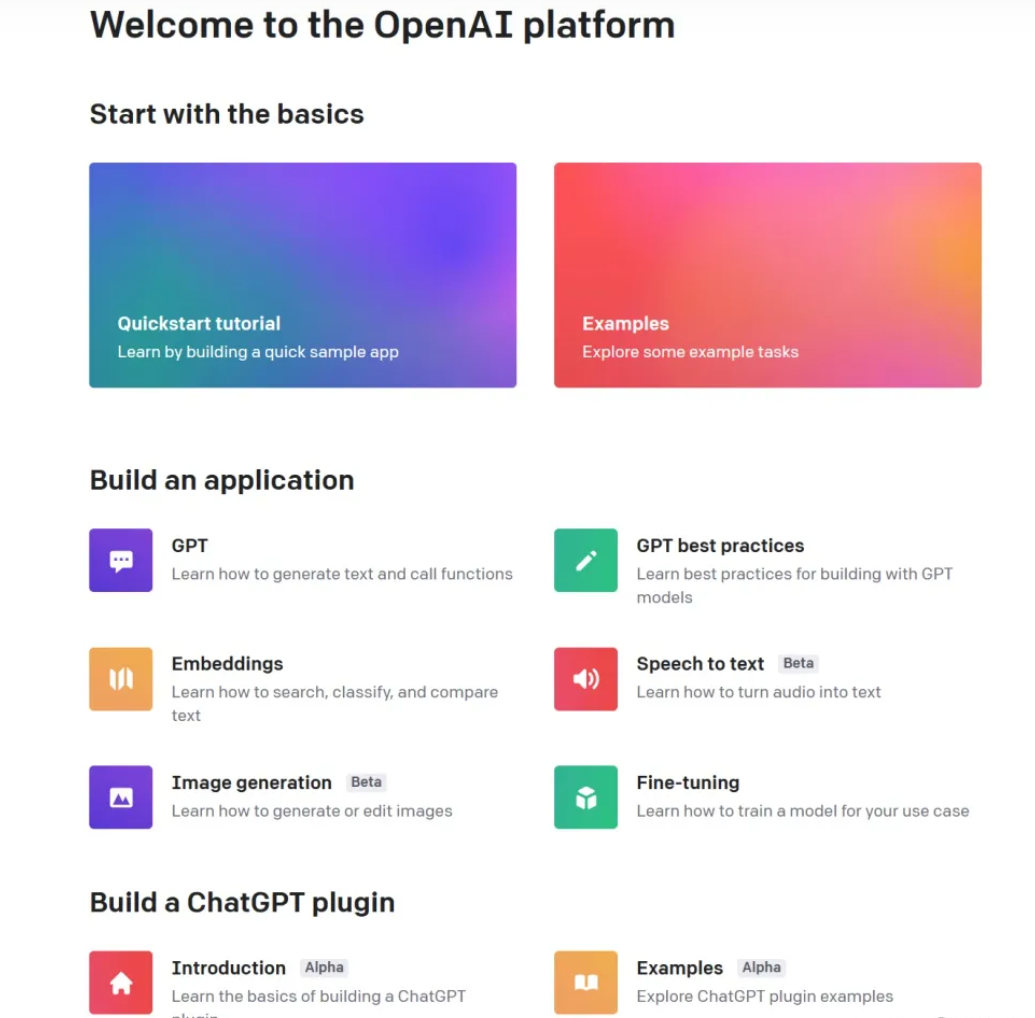 Welcome to the OpenAI platform
Start with the basics
Quickstart tutorial
Learn by building a quick sample app
Examples
Explore some example tasks
Build an application
GPT
Learn how to generate text and call functions
GPT best practices
Learn best practices for building with GPT
models
Embeddings
Learn how to search, classify, and compare
text
Speech to text Beta
Learn how to turn audio into text
Image generation Beta
Learn how to generate or edit images
Fine-tuning
Learn how to train a model for your use case
Build a ChatGPT plugin
Introduction Alpha
Learn the basics of building a ChatGPT
plugin
Examples Alpha
Explore ChatGPT plugin examples